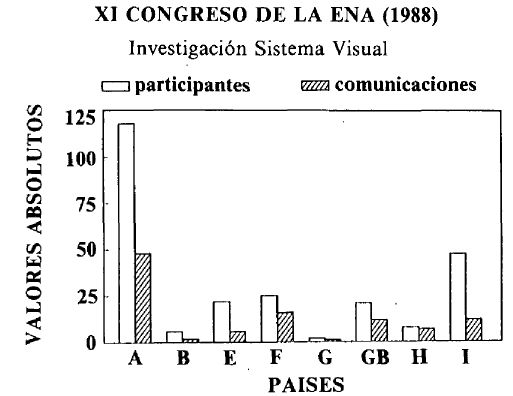 XI CONGRESO DE LA ENA (1988)
Investigación Sistema Visual
participantes comunicaciones
VALORES ABSOLUTOS
125
100
75
50
25
0
A B E F G GB H I
PAISES